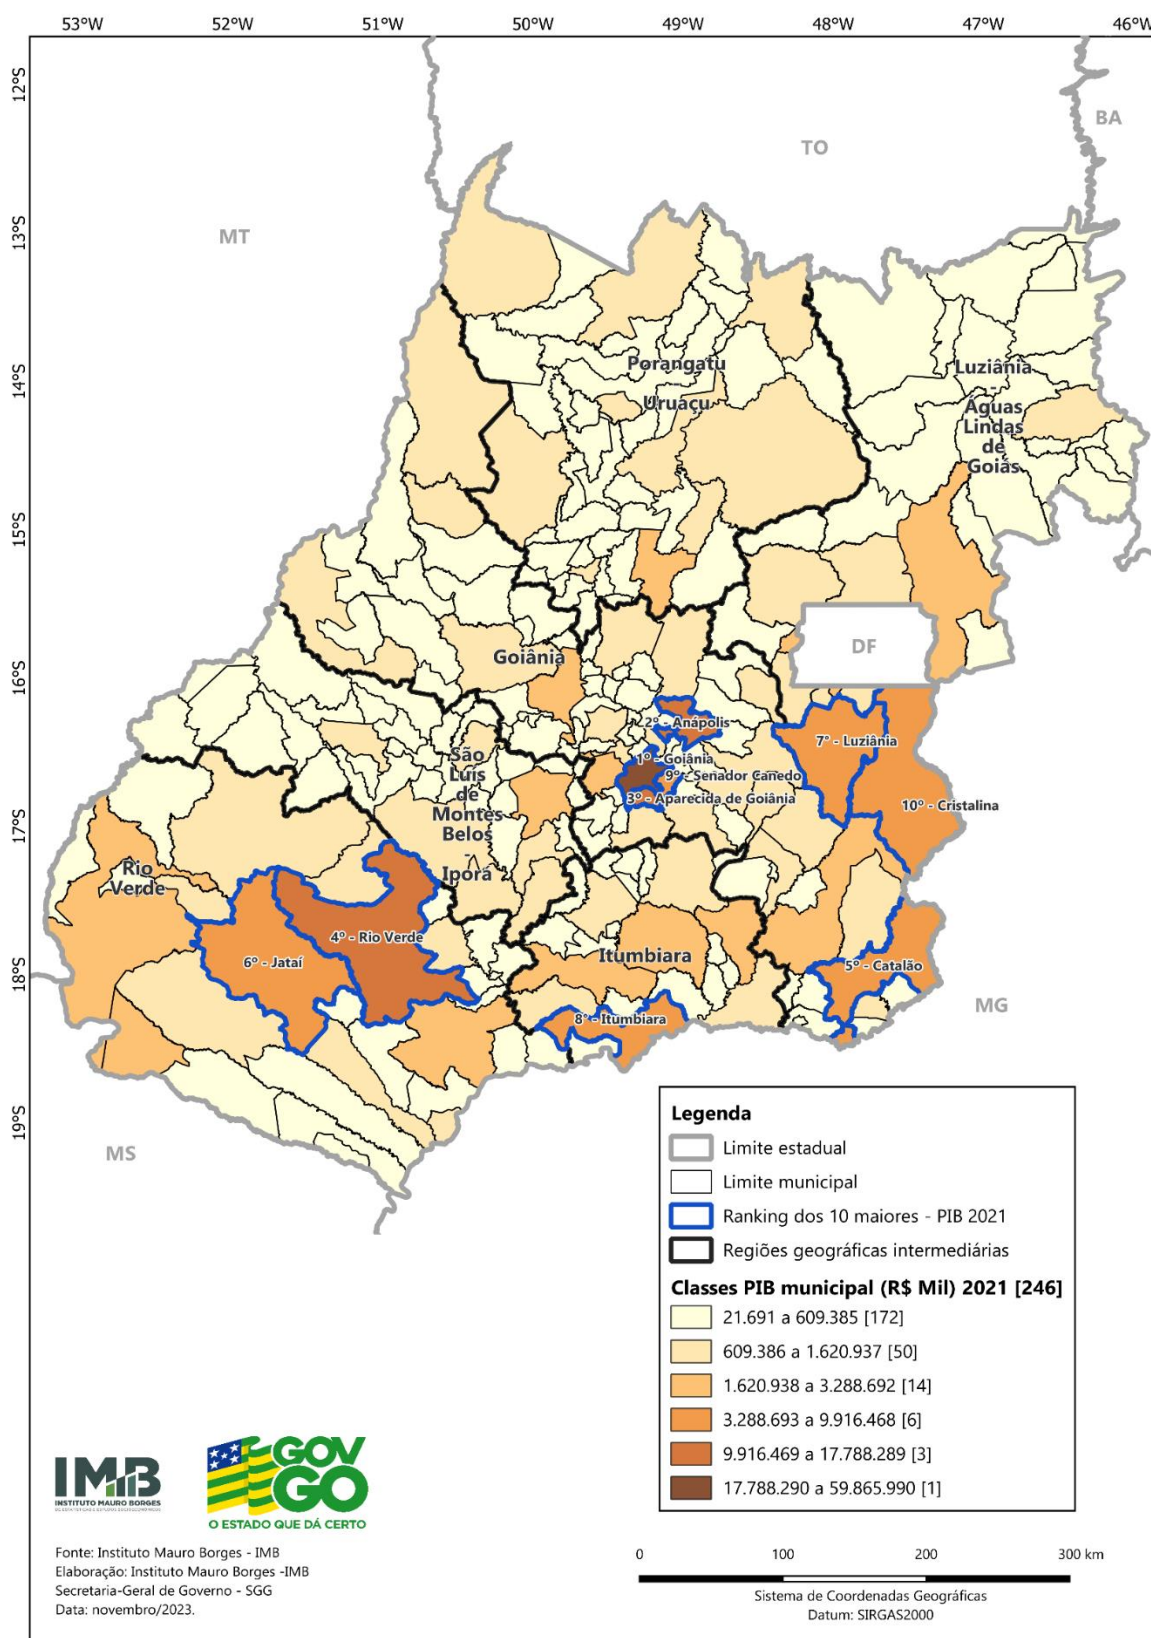 53°W 52°W 51°W 50°W 49°W 48°W 47°W 46°W
12°S
13°S
14°S
15°S
16°S
17°S
18°S
19°S
BA
TO
MT
Porangatu
-
Uruaçu
Luziânia
-
Águas
Lindas
de
Goiás
DF
Goiânia
2º - Anápolis
7° - Luziânia
1º - Goiânia
9º - Senador Canedo
3º - Aparecida de Goiânia
10º - Cristalina
São
Luís
de
Montes
Belos
-
Iporá
Rio
Verde
4º - Rio Verde
6º - Jataí
Itumbiara
5º - Catalão
8° - Itumbiara
MG
MS
Legenda
Limite estadual
Limite municipal
Ranking dos 10 maiores - PIB 2021
Regiões geográficas intermediárias
Classes PIB municipal (R$ Mil) 2021 [246]
21.691 a 609.385 [172]
609.386 a 1.620.937 [50]
1.620.938 a 3.288.692 [14]
3.288.693 a 9.916.468 [6]
9.916.469 a 17.788.289 [3]
17.788.290 a 59.865.990 [1]
IMB
INSTITUTO MAURO BORGES
GOV
GO
O ESTADO QUE DÁ CERTO
Fonte: Instituto Mauro Borges - IMB
Elaboração: Instituto Mauro Borges -IMB
Secretaria-Geral de Governo - SGG
Data: novembro/2023.
0 100 200 300 km
Sistema de Coordenadas Geográficas
Datum: SIRGAS2000